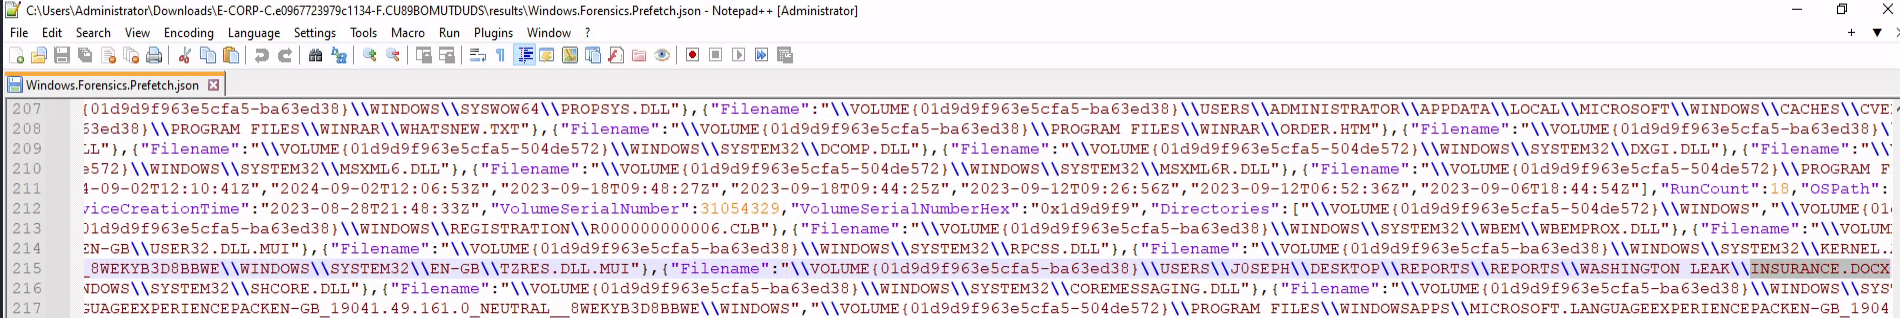 C:\Users\Administrator\Downloads\E-CORP-C.e0967723979c1134-F.CU89BOMUTDUDS\results\Windows.Forensics.Prefetch.json - Notepad++ [Administrator]
File Edit Search View Encoding Language Settings Tools Macro Run Plugins Window ?
Windows.Forensics.Prefetch.json
207 {01d9d9f963e5cfa5-ba63ed38}\\WINDOWS\\SYSWOW64\\PROPSYS.DLL"},{"Filename":"\\VOLUME{01d9d9f963e5cfa5-ba63ed38}\\USERS\\ADMINISTRATOR\\APPDATA\\LOCAL\\MICROSOFT\\WINDOWS\\CACHES\\CVE
208 63ed38}\\PROGRAM FILES\\WINRAR\\WHATSNEW.TXT"},{"Filename":"\\VOLUME{01d9d9f963e5cfa5-ba63ed38}\\PROGRAM FILES\\WINRAR\\ORDER.HTM"},{"Filename":"\\VOLUME{01d9d9f963e5cfa5-ba63ed38}\\
209 LL"},{"Filename":"\\VOLUME{01d9d9f963e5cfa5-504de572}\\WINDOWS\\SYSTEM32\\DCOMP.DLL"},{"Filename":"\\VOLUME{01d9d9f963e5cfa5-504de572}\\WINDOWS\\SYSTEM32\\DXGI.DLL"},{"Filename":"\\
210 e572}\\WINDOWS\\SYSTEM32\\MSXML6.DLL"},{"Filename":"\\VOLUME{01d9d9f963e5cfa5-504de572}\\WINDOWS\\SYSTEM32\\MSXML6R.DLL"},{"Filename":"\\VOLUME{01d9d9f963e5cfa5-504de572}\\PROGRAM F
211 4-09-02T12:10:41Z","2024-09-02T12:06:53Z","2023-09-18T09:48:27Z","2023-09-18T09:44:25Z","2023-09-12T09:26:56Z","2023-09-12T06:52:36Z","2023-09-06T18:44:54Z"],"RunCount":18,"OSPath":
212 viceCreationTime":"2023-08-28T21:48:33Z","VolumeSerialNumber":31054329,"VolumeSerialNumberHex":"0x1d9d9f9","Directories":["\\VOLUME{01d9d9f963e5cfa5-504de572}\\WINDOWS","\\VOLUME{01
213 01d9d9f963e5cfa5-ba63ed38}\\WINDOWS\\REGISTRATION\\R000000000006.CLB"},{"Filename":"\\VOLUME{01d9d9f963e5cfa5-ba63ed38}\\WINDOWS\\SYSTEM32\\WBEM\\WBEMPROX.DLL"},{"Filename":"\\VOLUM
214 EN-GB\\USER32.DLL.MUI"},{"Filename":"\\VOLUME{01d9d9f963e5cfa5-ba63ed38}\\WINDOWS\\SYSTEM32\\RPCSS.DLL"},{"Filename":"\\VOLUME{01d9d9f963e5cfa5-ba63ed38}\\WINDOWS\\SYSTEM32\\KERNEL.
215 _8WEKYB3D8BBWE\\WINDOWS\\SYSTEM32\\EN-GB\\TZRES.DLL.MUI"},{"Filename":"\\VOLUME{01d9d9f963e5cfa5-ba63ed38}\\USERS\\J0SEPH\\DESKTOP\\REPORTS\\REPORTS\\WASHINGTON LEAK\\INSURANCE.DOCX
216 NDOWS\\SYSTEM32\\SHCORE.DLL"},{"Filename":"\\VOLUME{01d9d9f963e5cfa5-ba63ed38}\\WINDOWS\\SYSTEM32\\COREMESSAGING.DLL"},{"Filename":"\\VOLUME{01d9d9f963e5cfa5-ba63ed38}\\WINDOWS\\SYS
217 GUAGEEXPERIENCEPACKEN-GB_19041.49.161.0_NEUTRAL__8WEKYB3D8BBWE\\WINDOWS","\\VOLUME{01d9d9f963e5cfa5-504de572}\\PROGRAM FILES\\WINDOWSAPPS\\MICROSOFT.LANGUAGEEXPERIENCEPACKEN-GB_1904